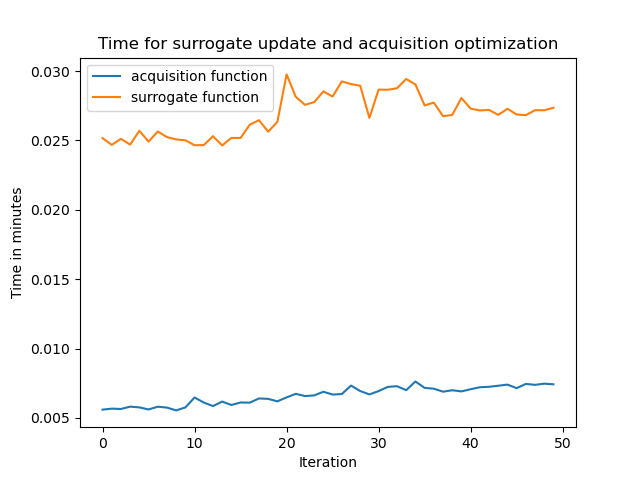 Time for surrogate update and acquisition optimization
acquisition function
surrogate function
0.030
0.025
0.020
0.015
0.010
0.005
Time in minutes
0 10 20 30 40 50
Iteration